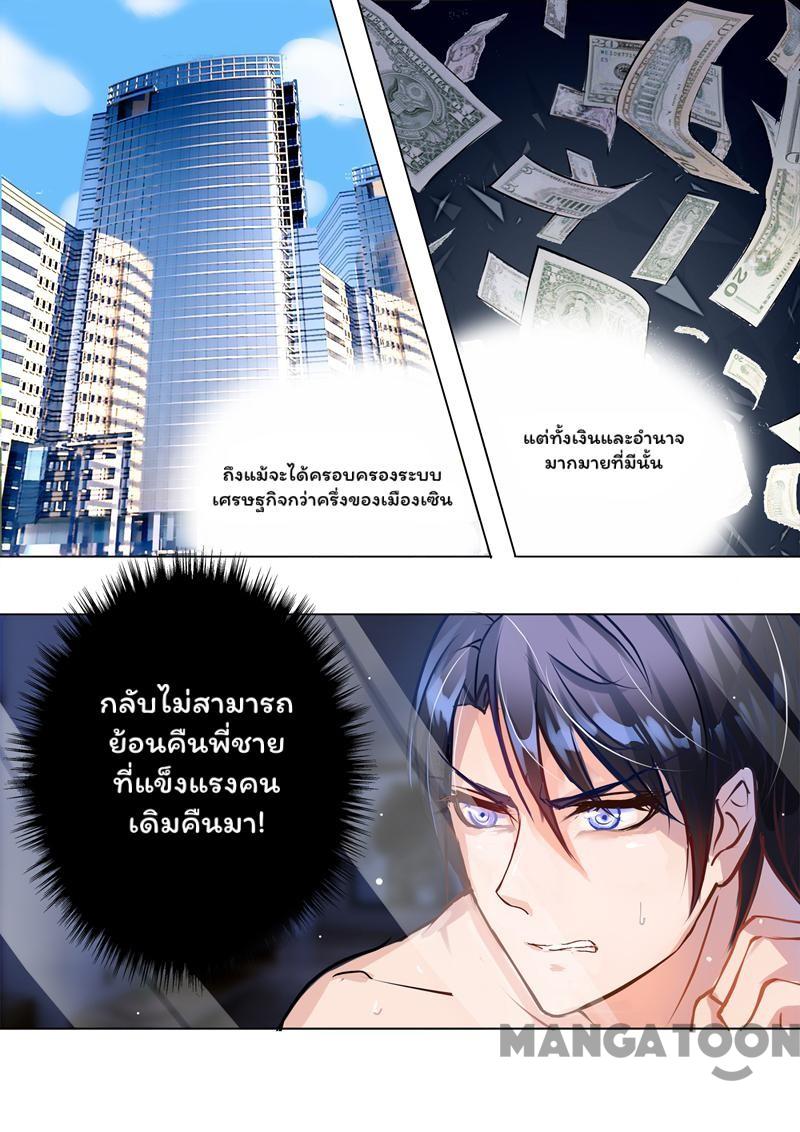 ถึงแม้จะได้ครอบครองระบบ
เศรษฐกิจกว่าครึ่งของเมืองเซิน
แต่ทั้งเงินและอำนาจ
มากมายที่มีนั้น
กลับไม่สามารถ
ย้อนคืนพี่ชาย
ที่แข็งแรงคน
เดิมคืนมา!
MANGATOON